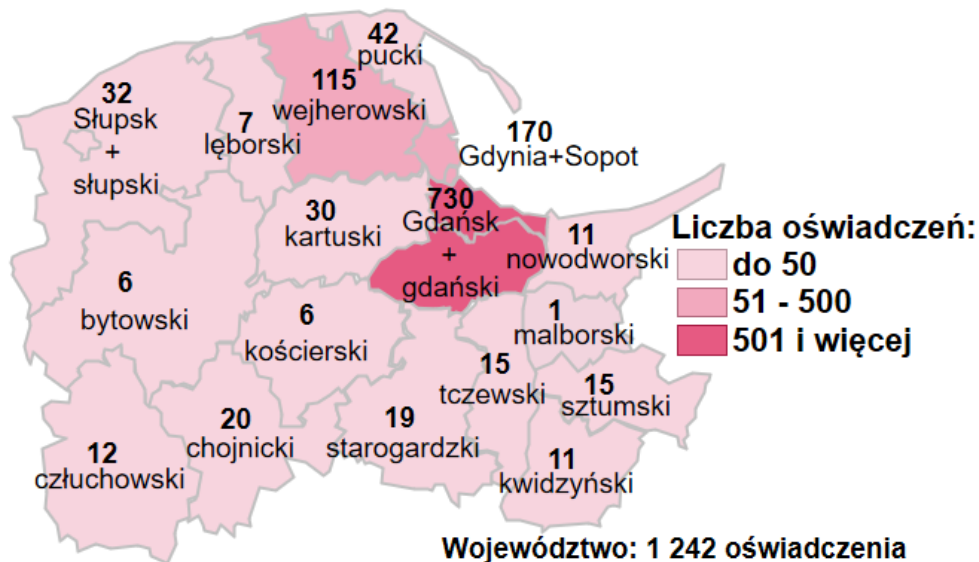 42
pucki
115
wejherowski
32
Słupsk
+
słupski
7
lęborski
170
Gdynia+Sopot
30
kartuski
730
Gdańsk
+
gdański
11
nowodworski
6
bytowski
6
kościerski
1
malborski
15
tczewski
15
sztumski
12
człuchowski
20
chojnicki
19
starogardzki
11
kwidzyński
Liczba oświadczeń:
do 50
51 - 500
501 i więcej
Województwo: 1 242 oświadczenia